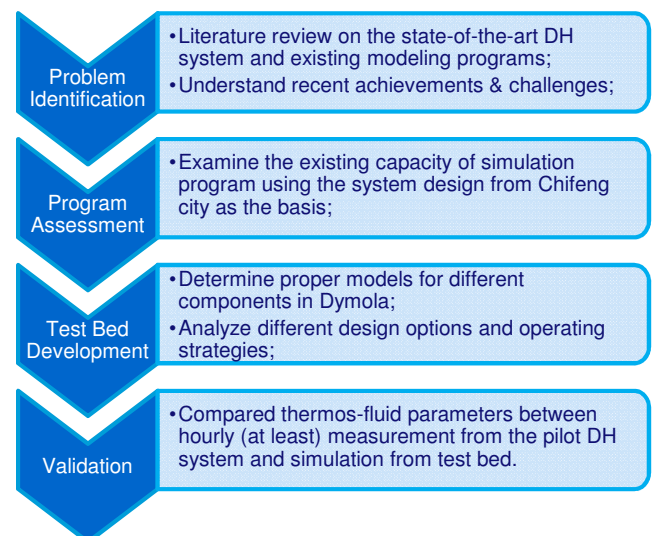 Problem
Identification
•Literature review on the state-of-the-art DH
system and existing modeling programs;
•Understand recent achievements & challenges;
Program
Assessment
•Examine the existing capacity of simulation
program using the system design from Chifeng
city as the basis;
Test Bed
Development
•Determine proper models for different
components in Dymola;
•Analyze different design options and operating
strategies;
Validation
•Compared thermos-fluid parameters between
hourly (at least) measurement from the pilot DH
system and simulation from test bed.